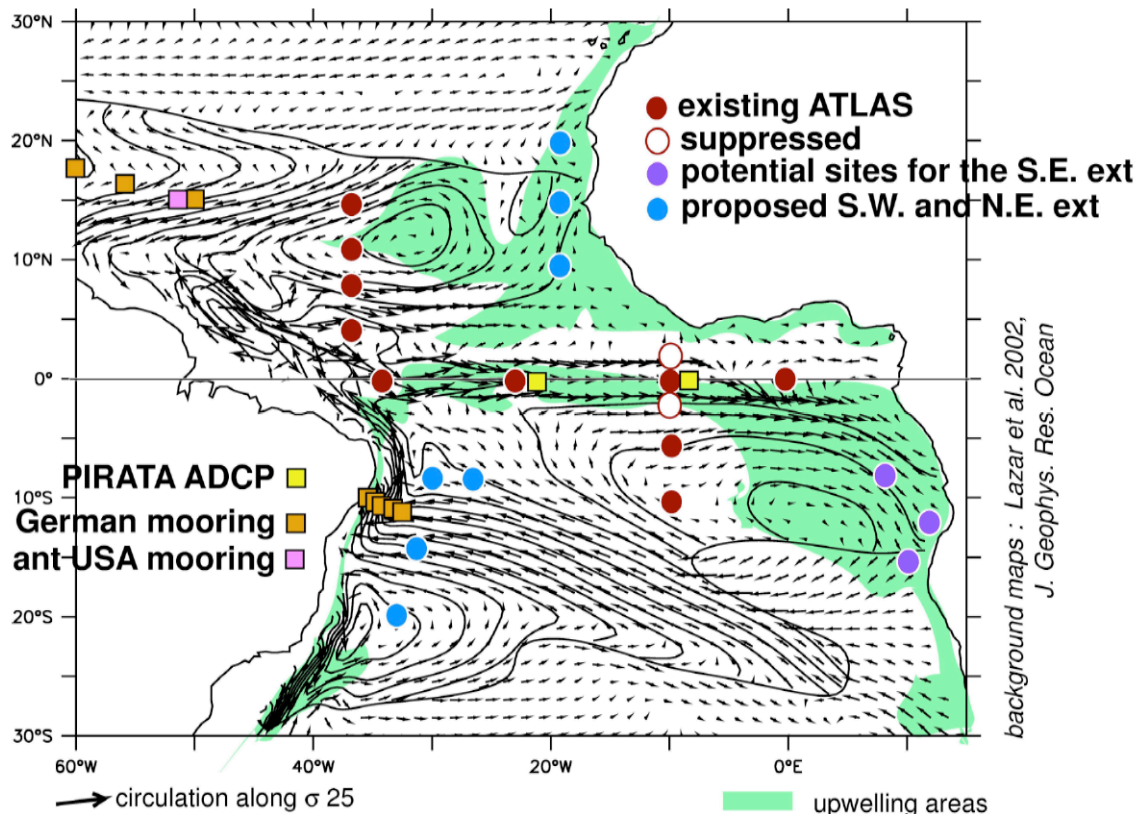 30°N
20°N
10°N
0°
10°S
20°S
30°S
60°W
40°W
20°W
0°E
existing ATLAS
suppressed
potential sites for the S.E. ext
proposed S.W. and N.E. ext
PIRATA ADCP
German mooring
ant USA mooring
background maps : Lazar et al. 2002,
J. Geophys. Res. Ocean
circulation along σ 25
upwelling areas